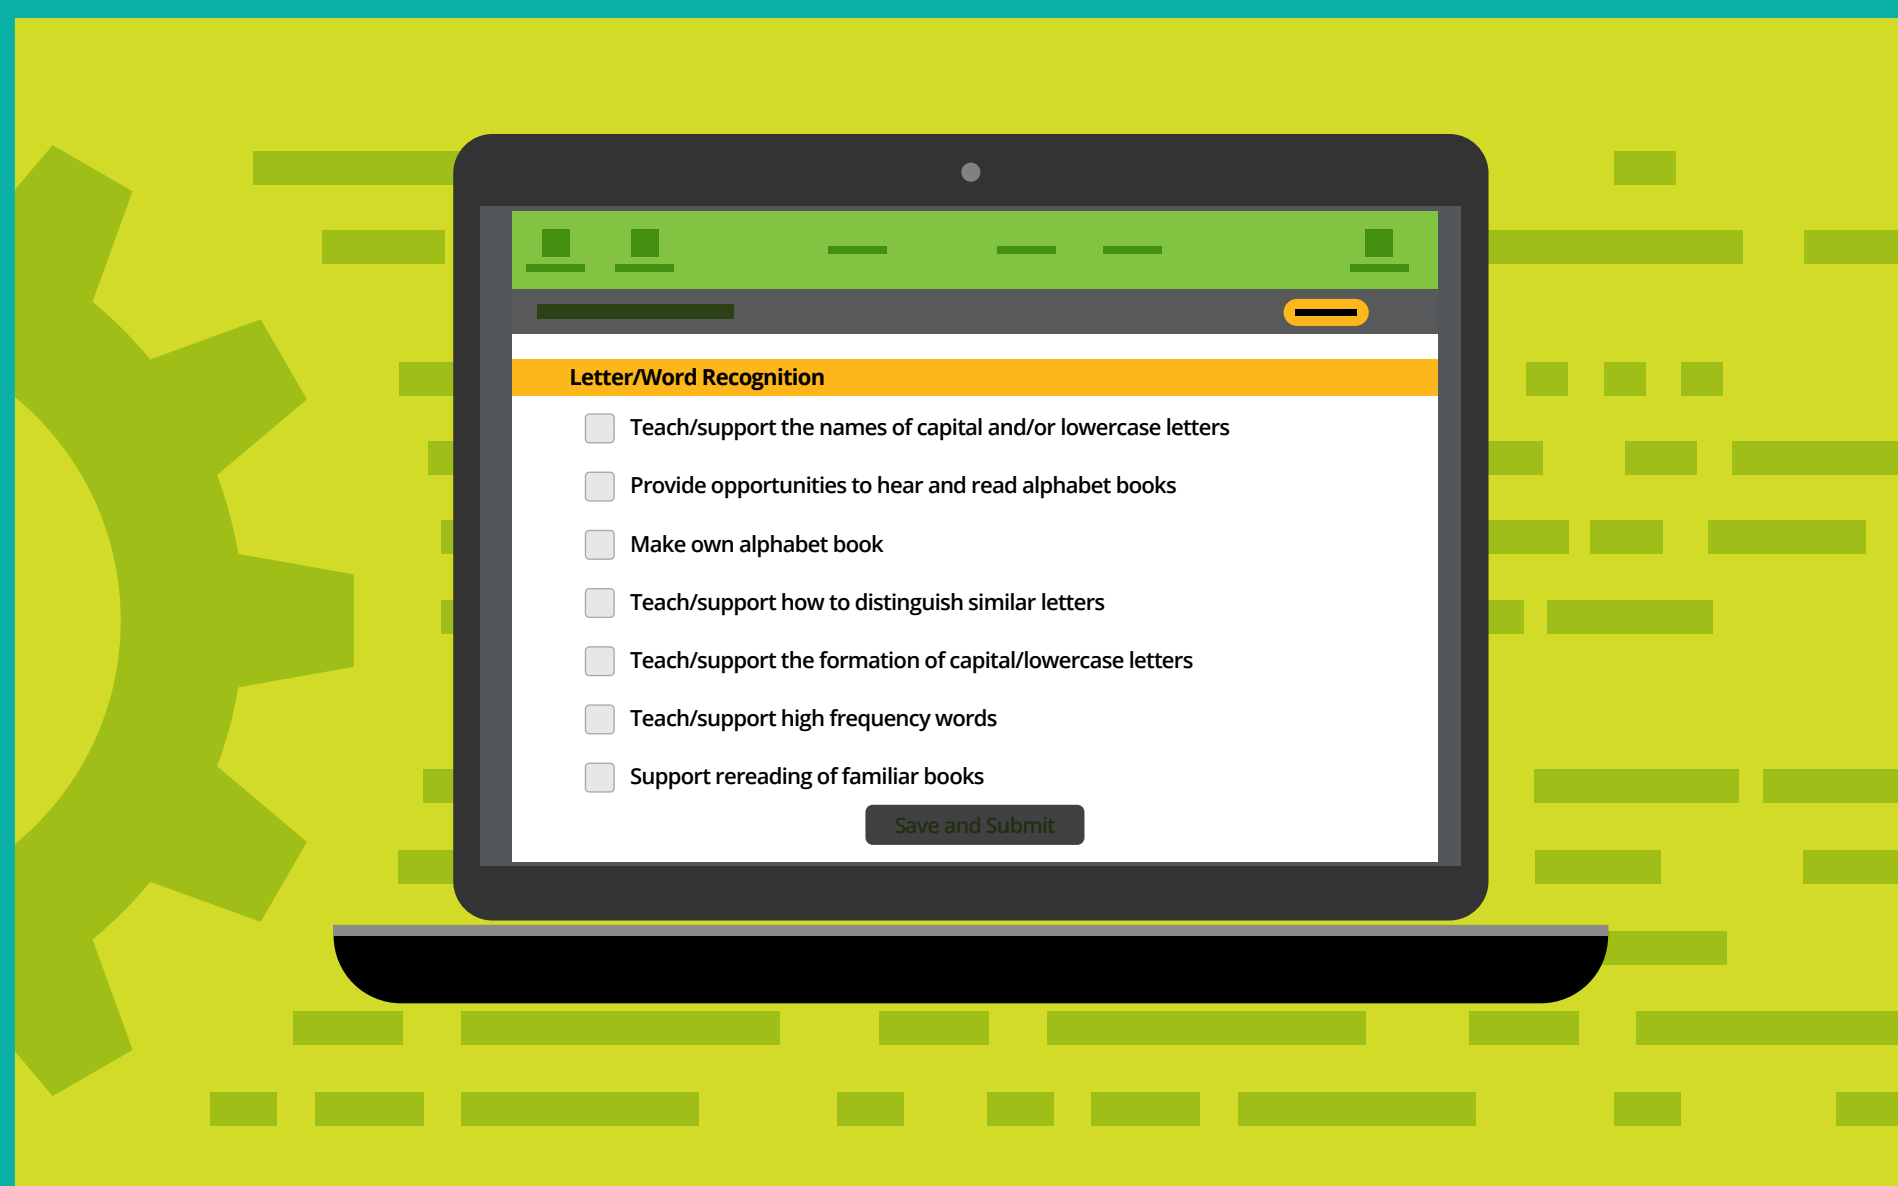 Letter/Word Recognition
Teach/support the names of capital and/or lowercase letters
Provide opportunities to hear and read alphabet books
Make own alphabet book
Teach/support how to distinguish similar letters
Teach/support the formation of capital/lowercase letters
Teach/support high frequency words
Support rereading of familiar books
Save and Submit